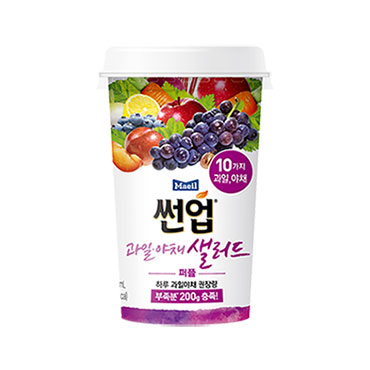 10가지
과일,야채
Maeil
썬업®
과일·야채 샐러드
퍼플
하루 과일야채 권장량
부족분* 200g 충족!